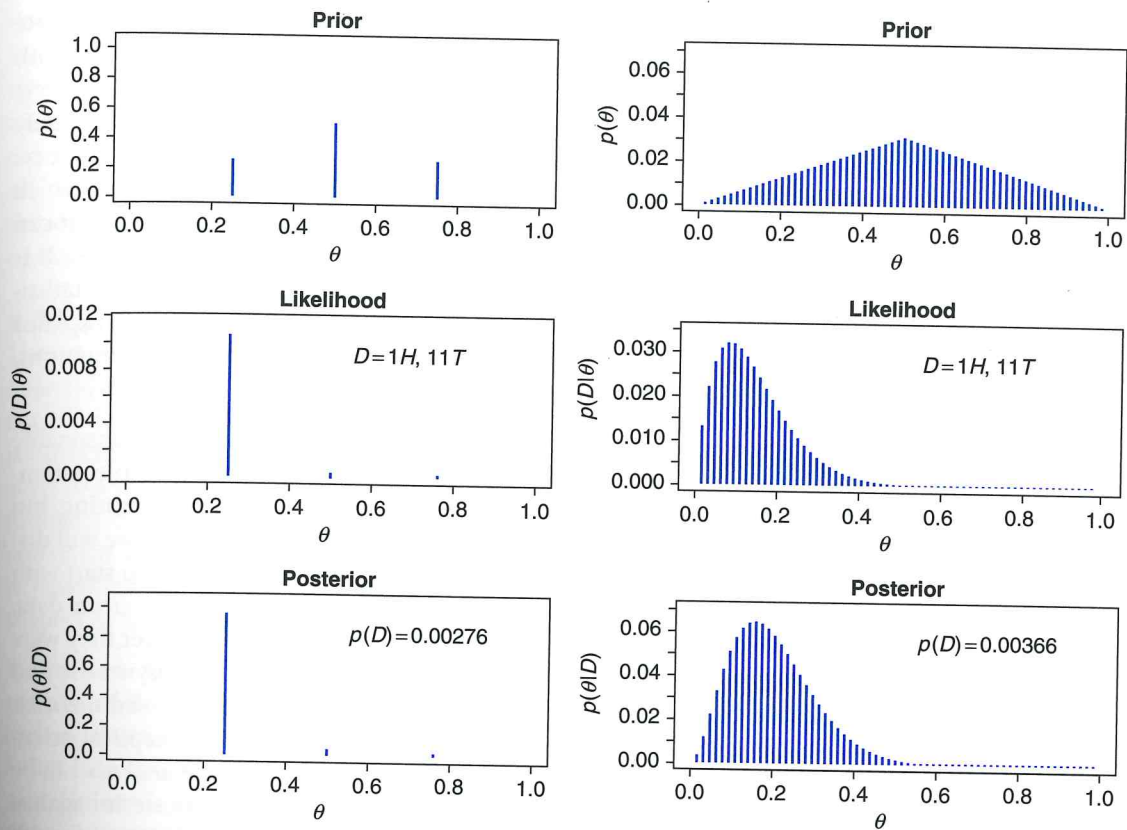 Prior
p(θ)
1.0
0.8
0.6
0.4
0.2
0.0
0.0 0.2 0.4 0.6 0.8 1.0
θ
Prior
p(θ)
0.06
0.04
0.02
0.00
0.0 0.2 0.4 0.6 0.8 1.0
θ
Likelihood
D=1H, 11T
p(D|θ)
0.012
0.008
0.004
0.000
0.0 0.2 0.4 0.6 0.8 1.0
θ
Likelihood
D=1H, 11T
p(D|θ)
0.030
0.020
0.010
0.000
0.0 0.2 0.4 0.6 0.8 1.0
θ
Posterior
p(D)=0.00276
p(θ|D)
1.0
0.8
0.6
0.4
0.2
0.0
0.0 0.2 0.4 0.6 0.8 1.0
θ
Posterior
p(D)=0.00366
p(θ|D)
0.06
0.04
0.02
0.00
0.0 0.2 0.4 0.6 0.8 1.0
θ